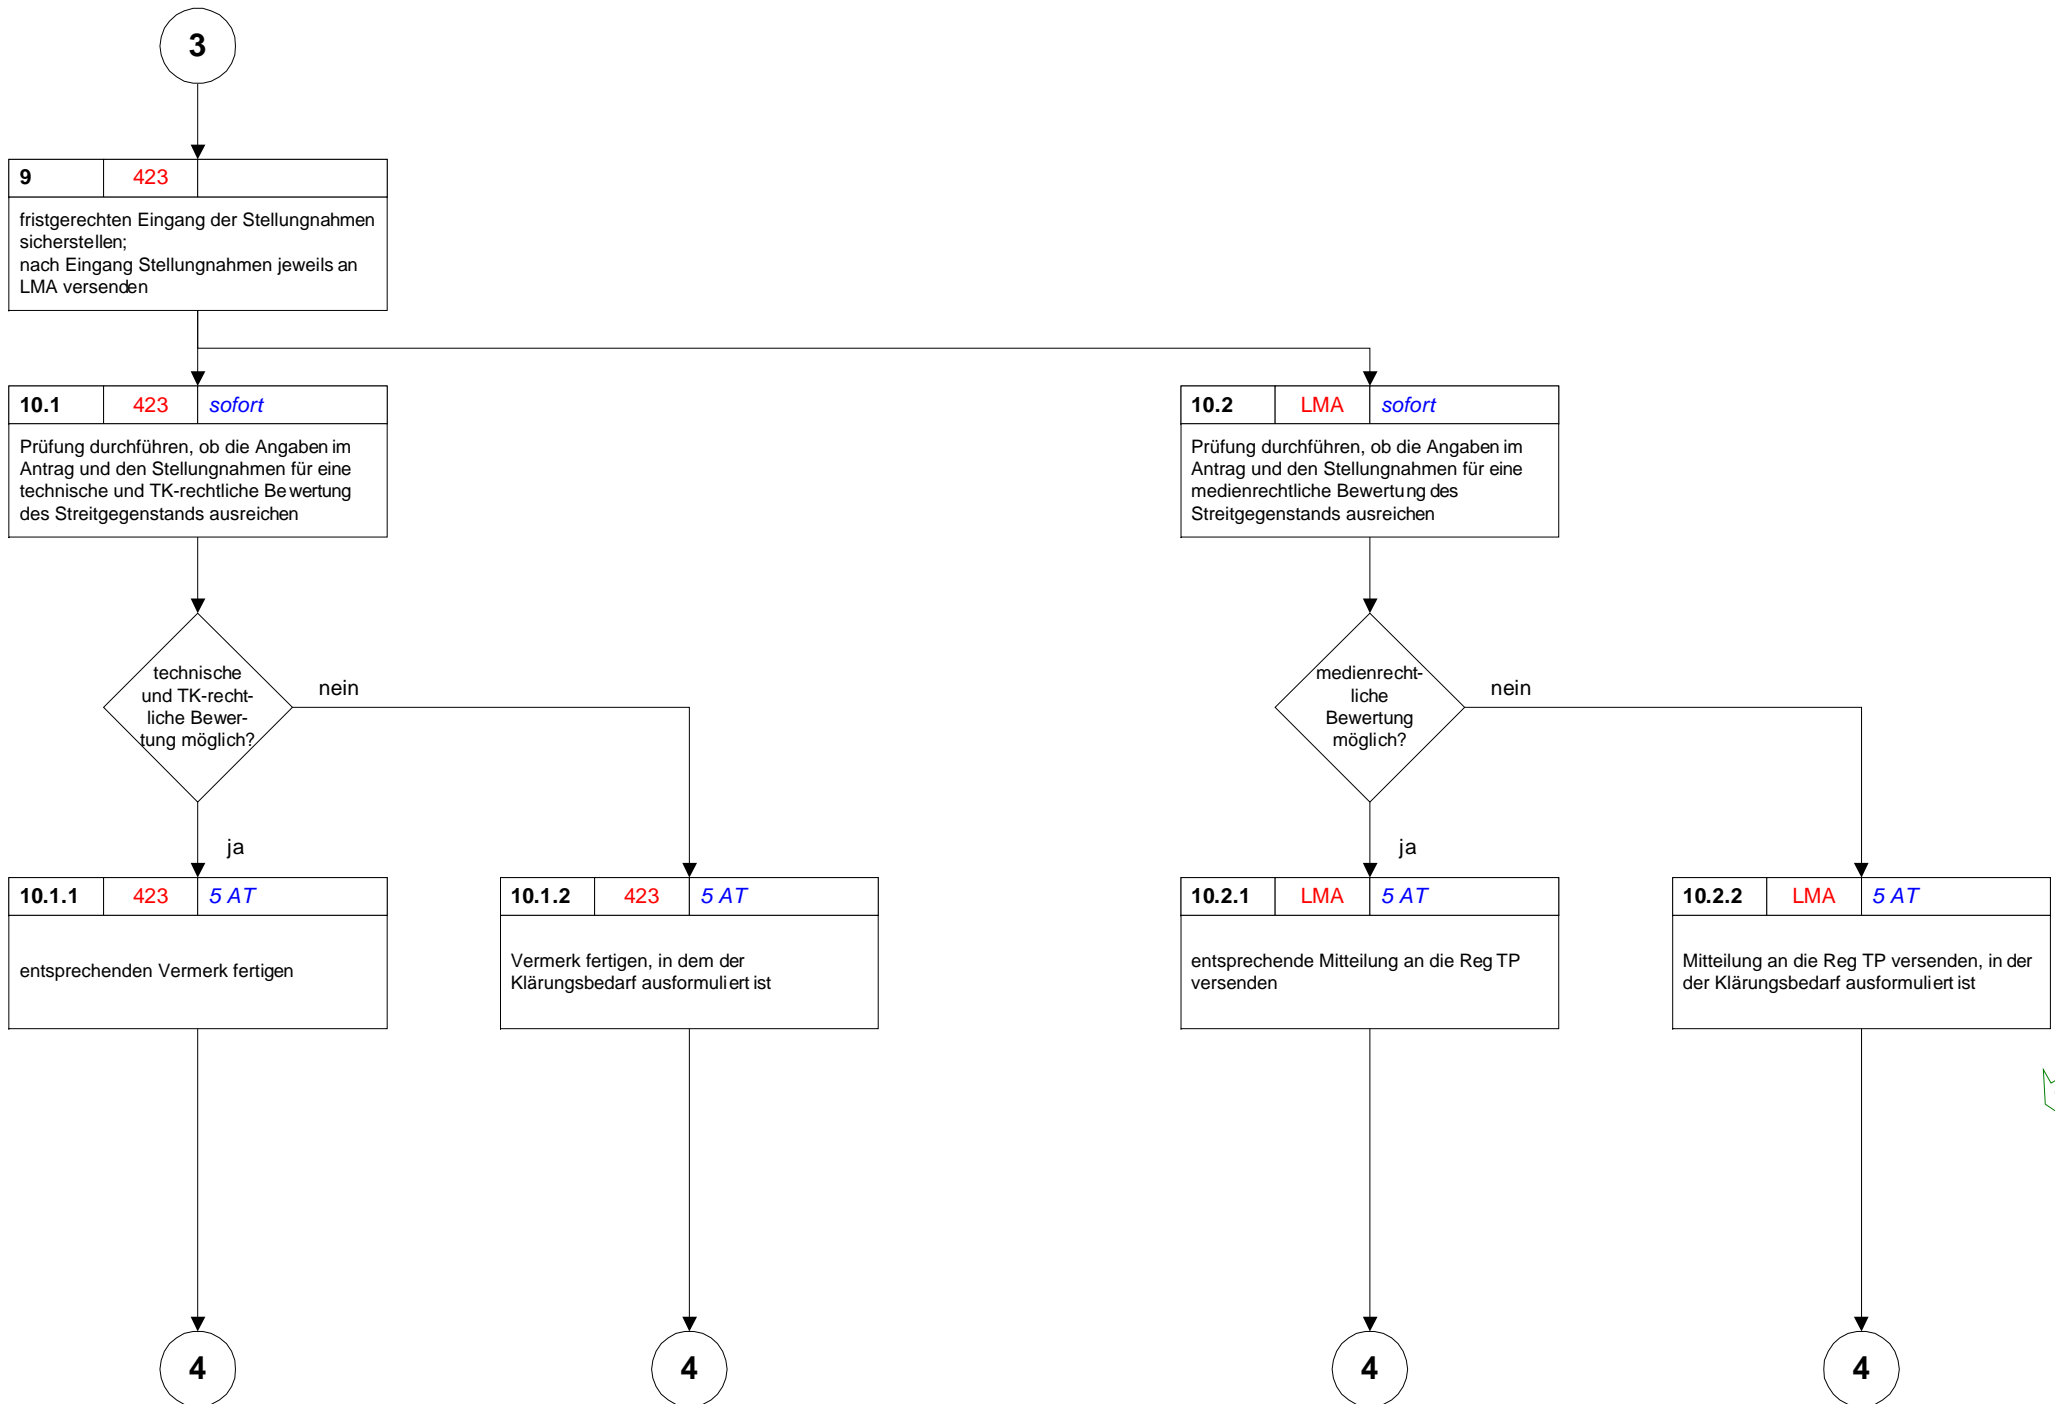 3
9 423
fristgerechten Eingang der Stellungnahmen
sicherstellen;
nach Eingang Stellungnahmen jeweils an
LMA versenden
10.1 423 sofort
Prüfung durchführen, ob die Angaben im
Antrag und den Stellungnahmen für eine
technische und TK-rechtliche Bewertung
des Streitgegenstands ausreichen
10.2 LMA sofort
Prüfung durchführen, ob die Angaben im
Antrag und den Stellungnahmen für eine
medienrechtliche Bewertung des
Streitgegenstands ausreichen
technische
und TK-recht-
liche Bewer-
tung möglich?
nein
ja
medienrecht-
liche
Bewertung
möglich?
nein
ja
10.1.1 423 5 AT
entsprechenden Vermerk fertigen
10.1.2 423 5 AT
Vermerk fertigen, in dem der
Klärungsbedarf ausformuliert ist
10.2.1 LMA 5 AT
entsprechende Mitteilung an die Reg TP
versenden
10.2.2 LMA 5 AT
Mitteilung an die Reg TP versenden, in der
der Klärungsbedarf ausformuliert ist
4
4
4
4